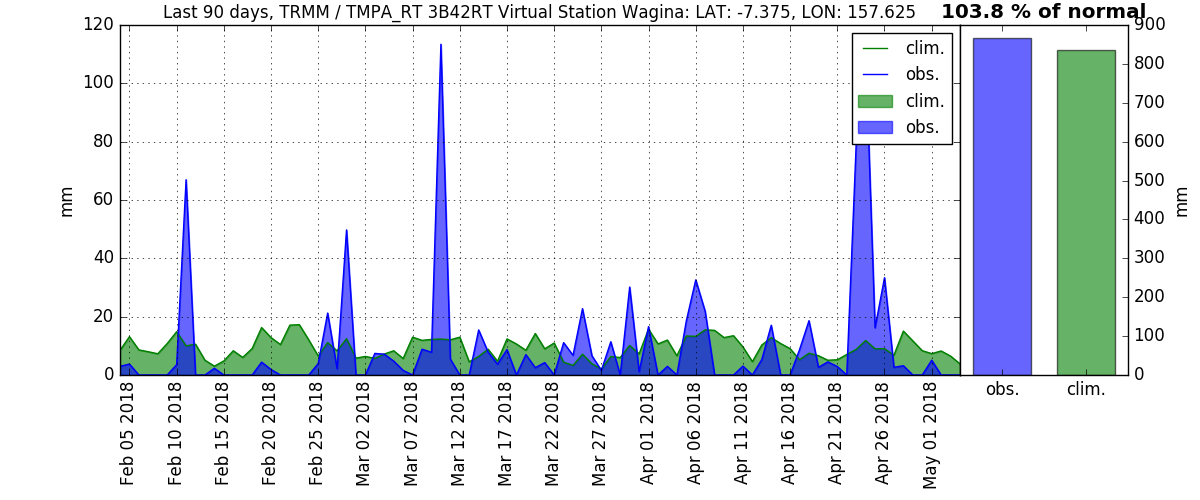 Last 90 days, TRMM / TMPA_RT 3B42RT Virtual Station Wagina: LAT: -7.375, LON: 157.625
103.8 % of normal
120
100
80
60
40
20
0
mm
clim.
obs.
clim.
obs.
900
800
700
600
500
400
300
200
100
0
mm
obs.
clim.
Feb 05 2018
Feb 10 2018
Feb 15 2018
Feb 20 2018
Feb 25 2018
Mar 02 2018
Mar 07 2018
Mar 12 2018
Mar 17 2018
Mar 22 2018
Mar 27 2018
Apr 01 2018
Apr 06 2018
Apr 11 2018
Apr 16 2018
Apr 21 2018
Apr 26 2018
May 01 2018